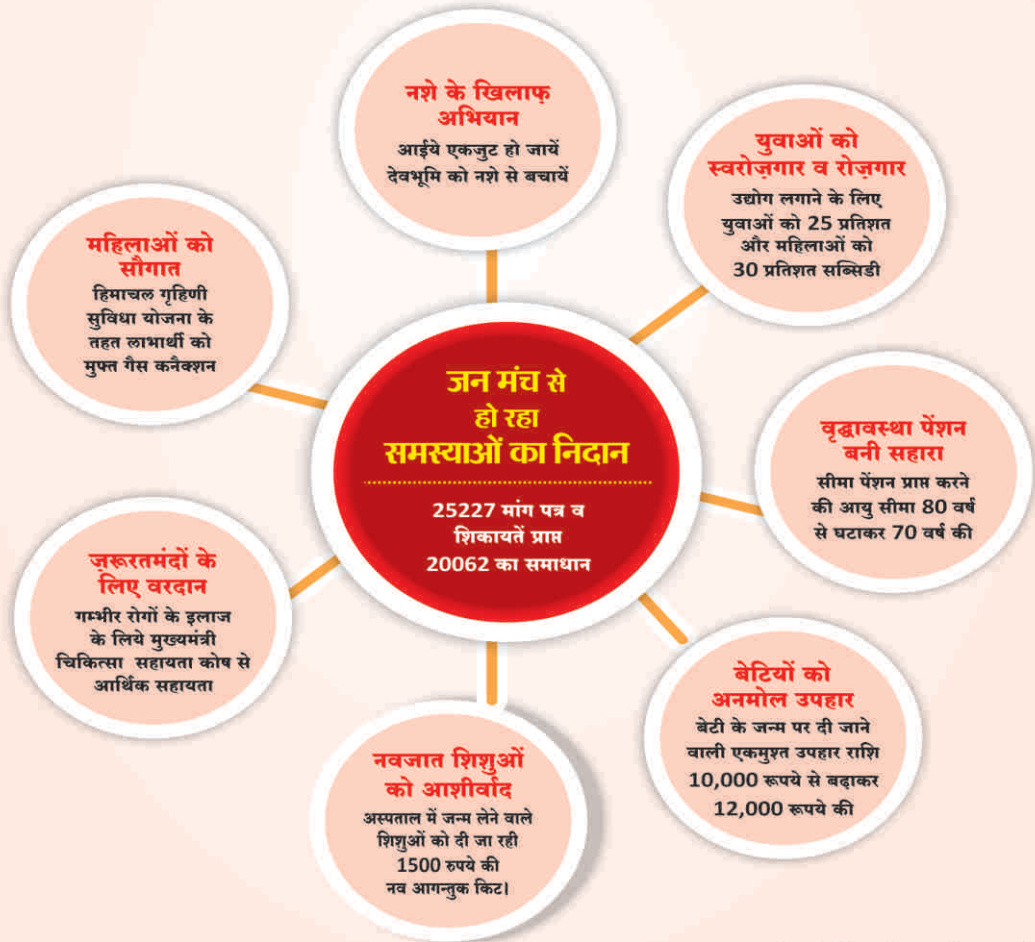 नशे के खिलाफ़
अभियान
आईये एकजुट हो जायें
देवभूमि को नशे से बचायें
युवाओं को
स्वरोज़गार व रोज़गार
उद्योग लगाने के लिए
युवाओं को 25 प्रतिशत
और महिलाओं को
30 प्रतिशत सब्सिडी
महिलाओं को
सौगात
हिमाचल गृहिणी
सुविधा योजना के
तहत लाभार्थी को
मुफ्त गैस कनैक्शन
जन मंच से
हो रहा
समस्याओं का निदान
25227 मांग पत्र व
शिकायतें प्राप्त
20062 का समाधान
वृद्धावस्था पेंशन
बनी सहारा
सीमा पेंशन प्राप्त करने
की आयु सीमा 80 वर्ष
से घटाकर 70 वर्ष की
ज़रूरतमंदों के
लिए वरदान
गम्भीर रोगों के इलाज
के लिये मुख्यमंत्री
चिकित्सा सहायता कोष से
आर्थिक सहायता
बेटियों को
अनमोल उपहार
बेटी के जन्म पर दी जाने
वाली एकमुश्त उपहार राशि
10,000 रूपये से बढ़ाकर
12,000 रूपये की
नवजात शिशुओं
को आशीर्वाद
अस्पताल में जन्म लेने वाले
शिशुओं को दी जा रही
1500 रुपये की
नव आगन्तुक किट।